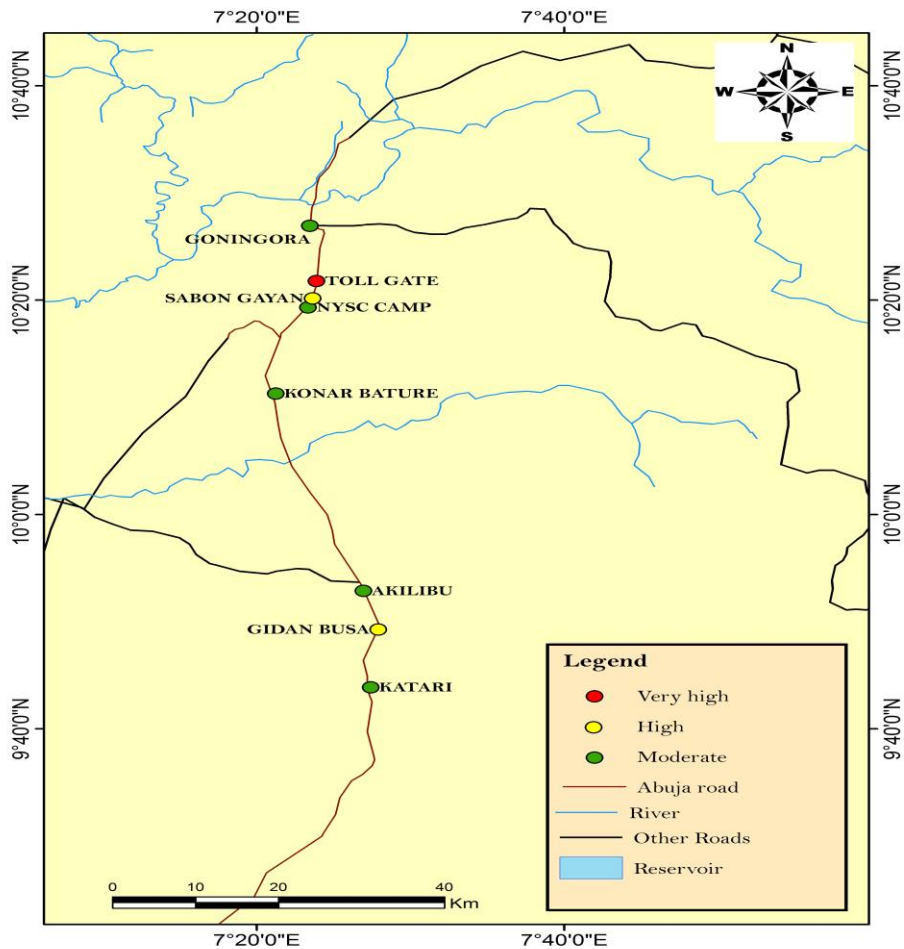 7°20'0"E 7°40'0"E
10°40'0"N 10°40'0"N
N
W E
S
GONINGORA
TOLL GATE
SABON GAYAN
10°20'0"N 10°20'0"N
NYSC CAMP
KONAR BATURE
10°0'0"N 10°0'0"N
AKILIBU
GIDAN BUSA
KATARI
9°40'0"N 9°40'0"N
Legend
Very high
High
Moderate
Abuja road
River
Other Roads
Reservoir
0 10 20 40
Km
7°20'0"E 7°40'0"E